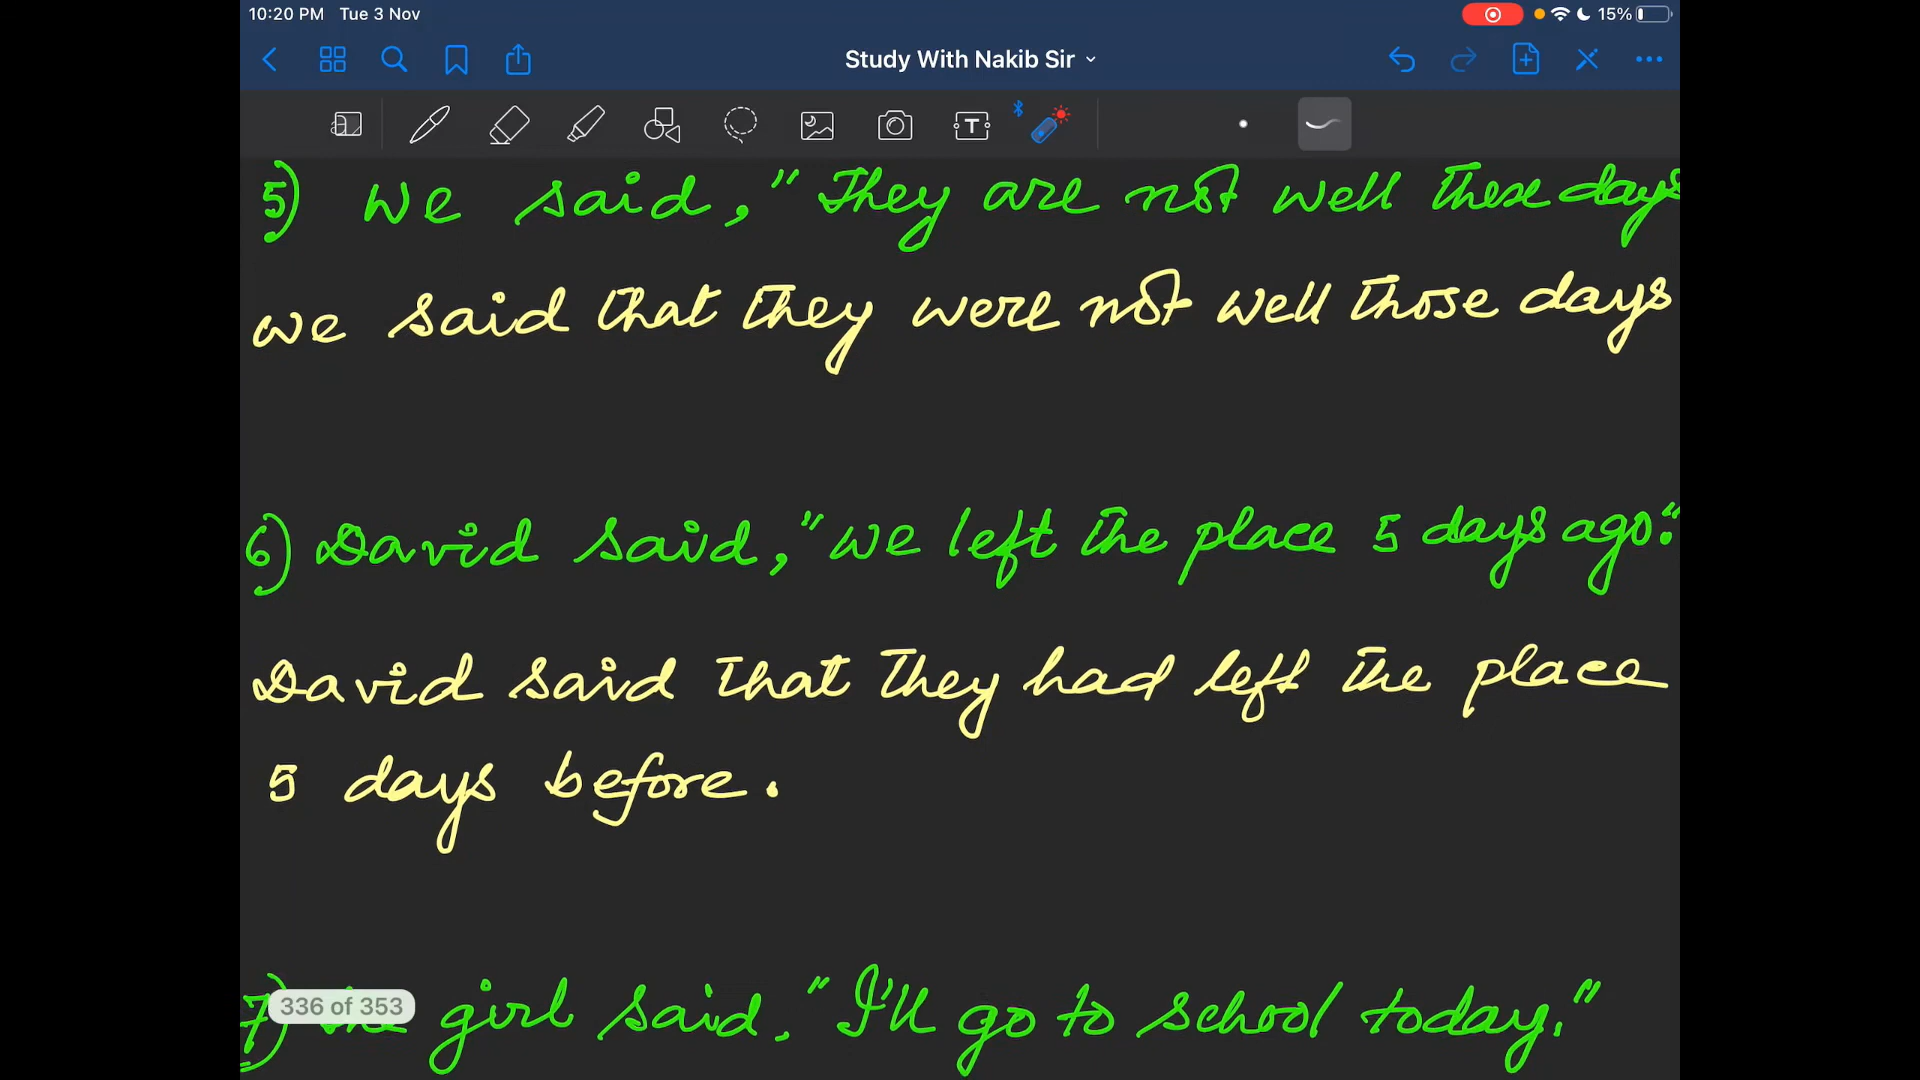 10:20 PM Tue 3 Nov 15%
Study With Nakib Sir
5) We said, "They are not well these days
we said that they were not well those days
6) David said, "We left the place 5 days ago."
David said that they had left the place
5 days before.
7) The girl said, "I'll go to school today."
336 of 353